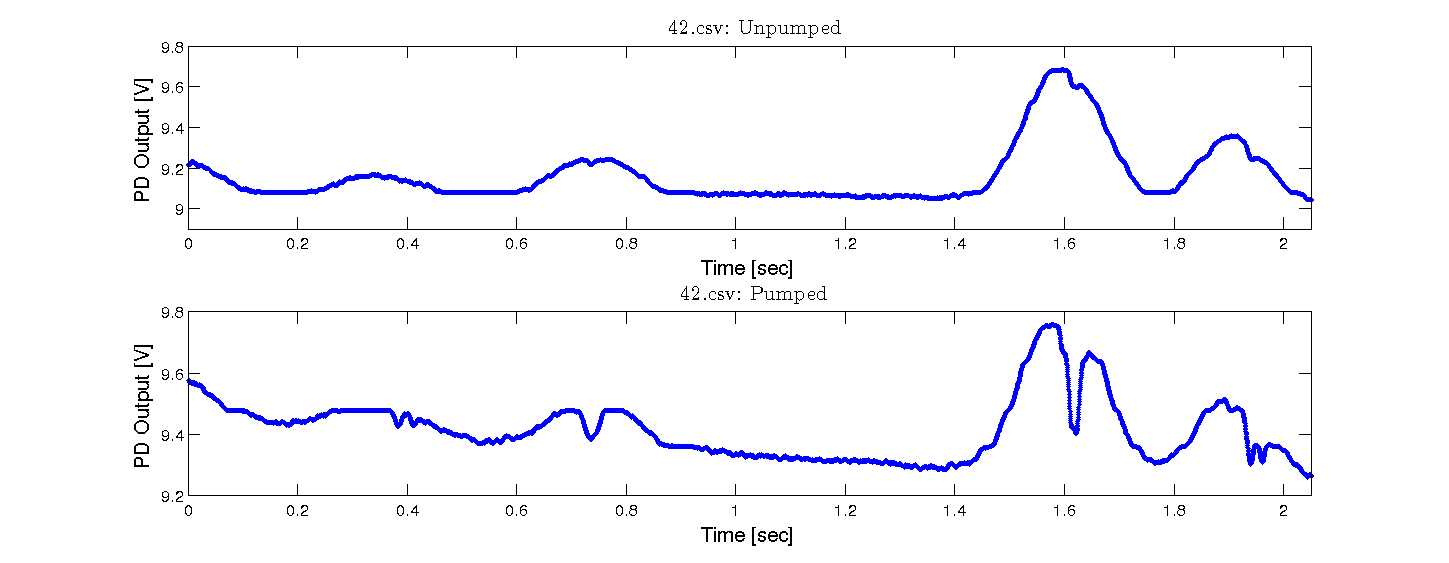 42.csv: Unpumped
PD Output [V]
9.8
9.6
9.4
9.2
9
0 0.2 0.4 0.6 0.8 1 1.2 1.4 1.6 1.8 2
Time [sec]
42.csv: Pumped
PD Output [V]
9.8
9.6
9.4
9.2
0 0.2 0.4 0.6 0.8 1 1.2 1.4 1.6 1.8 2
Time [sec]